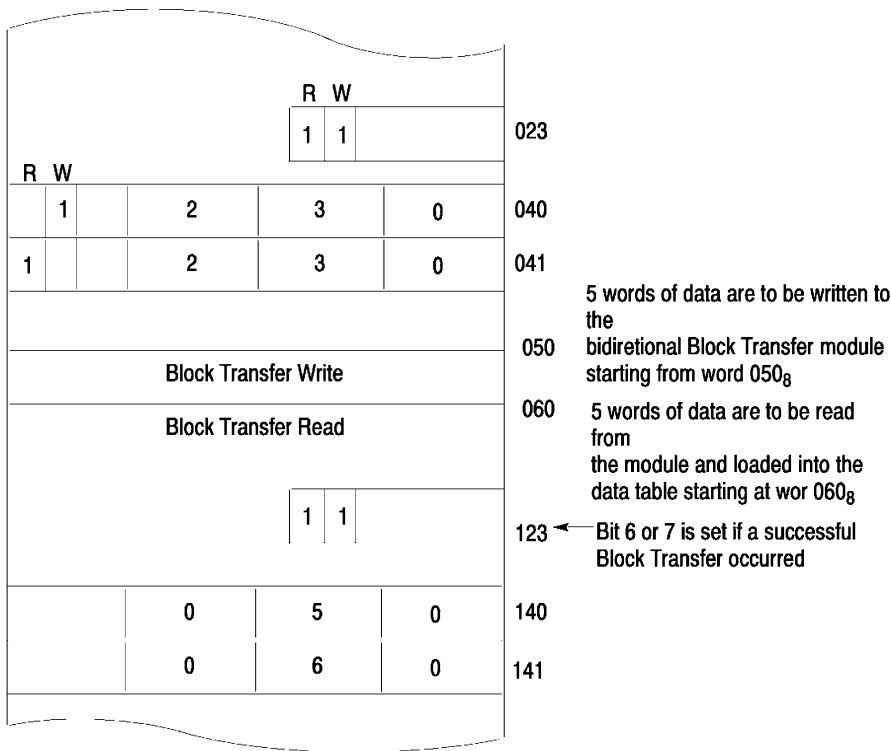 R W
1 1 023
R W
1 2 3 0 040
1 2 3 0 041
5 words of data are to be written to
the
050 bidiretional Block Transfer module
Block Transfer Write
starting from word 050₈
060 5 words of data are to be read
Block Transfer Read
from
the module and loaded into the
data table starting at wor 060₈
1 1
123 Bit 6 or 7 is set if a successful
Block Transfer occurred
0 5 0 140
0 6 0 141